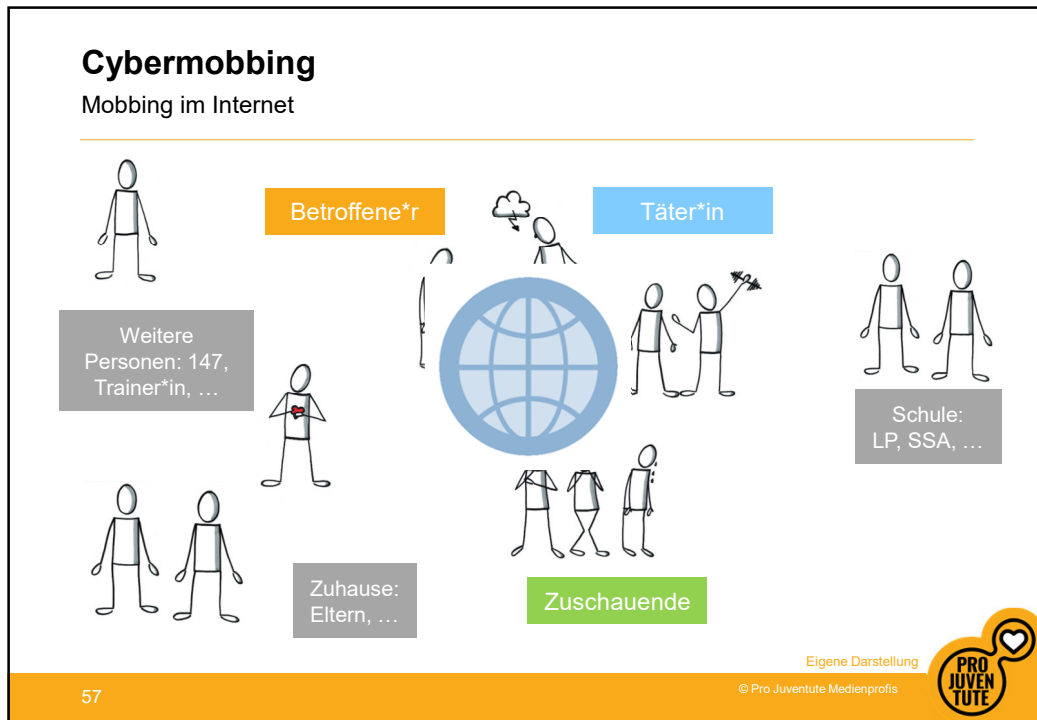 Cybermobbing
Mobbing im Internet
Betroffene*r
Täter*in
Weitere
Personen: 147,
Trainer*in, …
Schule:
LP, SSA, …
Zuhause:
Eltern, …
Zuschauende
Eigene Darstellung
57
© Pro Juventute Medienprofis
PRO
JUVEN
TUTE